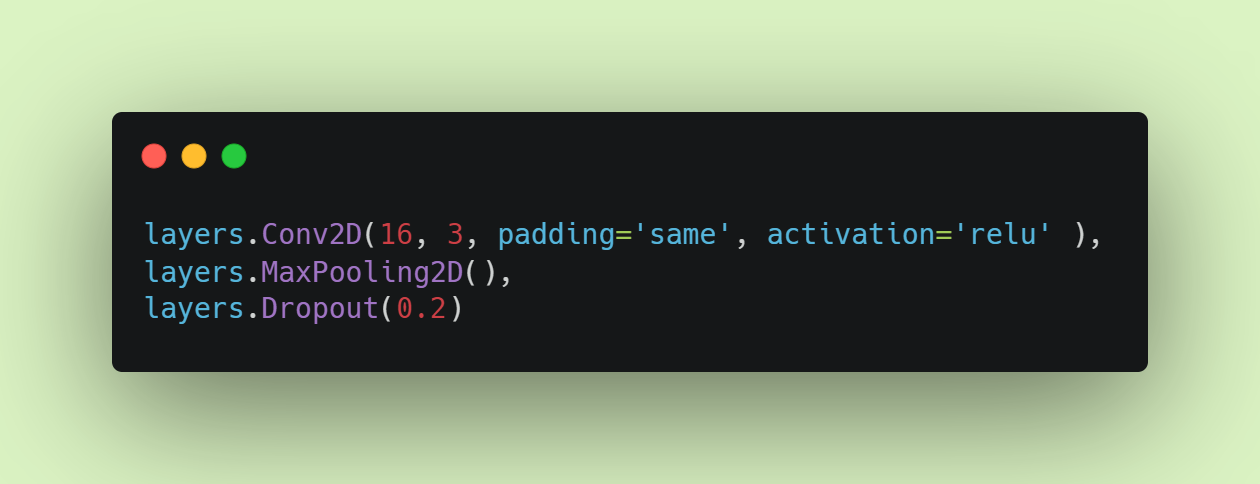 layers.Conv2D(16, 3, padding='same', activation='relu' ),
layers.MaxPooling2D(),
layers.Dropout(0.2)